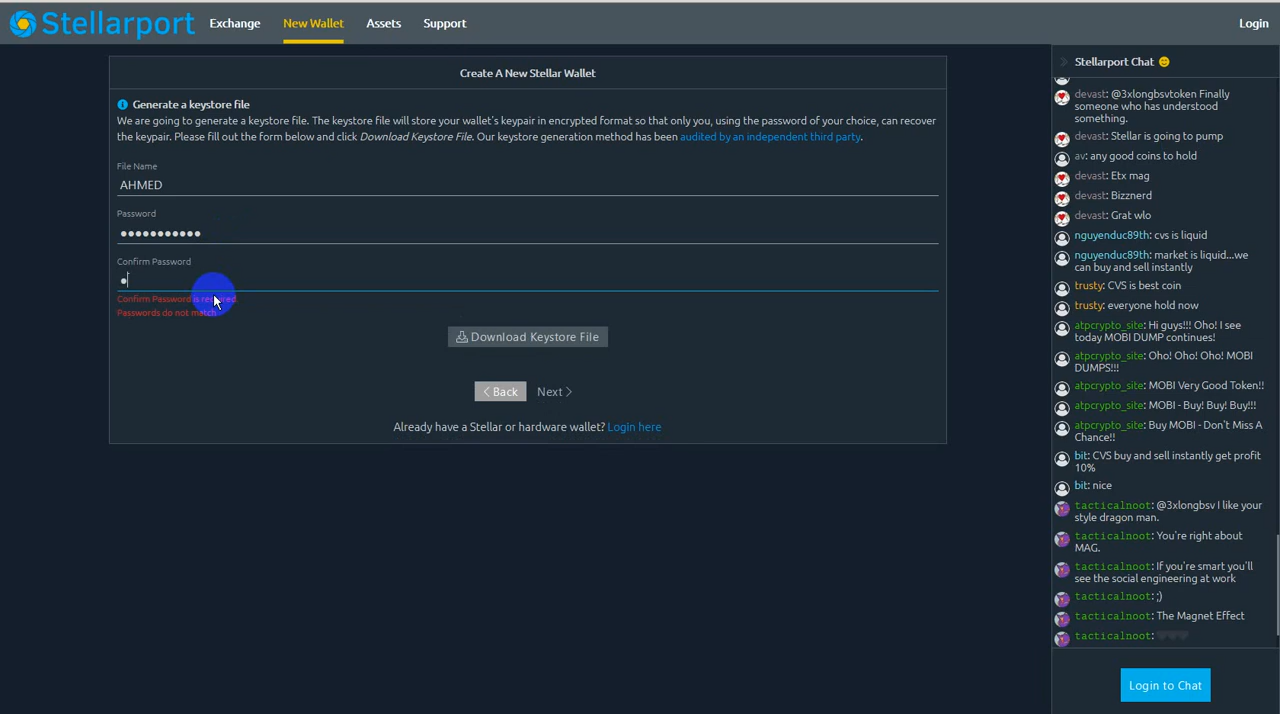 Stellarport
Exchange
New Wallet
Assets
Support
Login
Create A New Stellar Wallet
Generate a keystore file
We are going to generate a keystore file. The keystore file will store your wallet's keypair in encrypted format so that only you, using the password of your choice, can recover
the keypair. Please fill out the form below and click Download Keystore File. Our keystore generation method has been audited by an independent third party.
File Name
AHMED
Password
•••••••••••
Confirm Password
•
Confirm Password is required.
Passwords do not match
Download Keystore File
Back
Next
Already have a Stellar or hardware wallet? Login here
Stellarport Chat
devast: @3xlongbsvtoken Finally
someone who has understood
something.
devast: Stellar is going to pump
av: any good coins to hold
devast: Etx mag
devast: Bizznerd
devast: Grat wlo
nguyenduc89th: cvs is liquid
nguyenduc89th: market is liquid...we
can buy and sell instantly
trusty: CVS is best coin
trusty: everyone hold now
atpcrypto_site: Hi guys!!! Oho! I see
today MOBI DUMP continues!
atpcrypto_site: Oho! Oho! Oho! MOBI
DUMPS!!!
atpcrypto_site: MOBI Very Good Token!!
atpcrypto_site: MOBI - Buy! Buy! Buy!!!
atpcrypto_site: Buy MOBI - Don't Miss A
Chance!!
bit: CVS buy and sell instantly get profit
10%
bit: nice
tacticalnoot: @3xlongbsv I like your
style dragon man.
tacticalnoot: You're right about
MAG.
tacticalnoot: If you're smart you'll
see the social engineering at work
tacticalnoot: ;)
tacticalnoot: The Magnet Effect
tacticalnoot:
Login to Chat